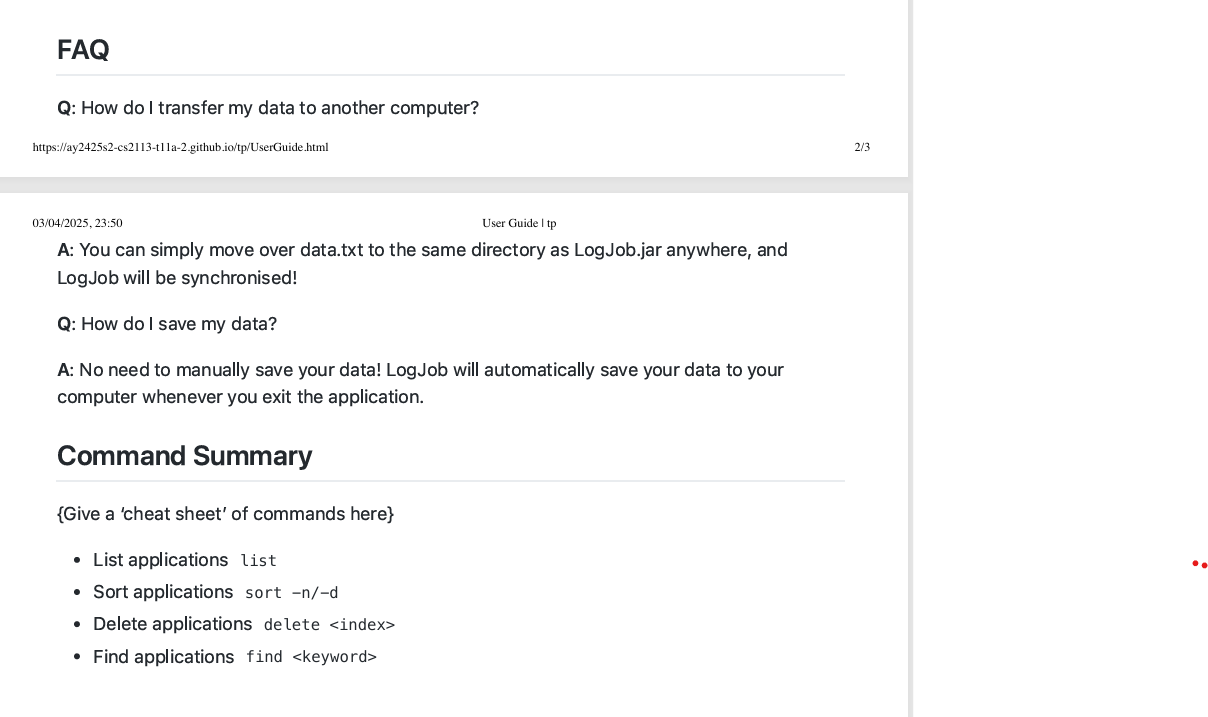 FAQ
Q: How do I transfer my data to another computer?
https://ay2425s2-cs2113-t11a-2.github.io/tp/UserGuide.html 2/3
03/04/2025, 23:50 User Guide | tp
A: You can simply move over data.txt to the same directory as LogJob.jar anywhere, and
LogJob will be synchronised!
Q: How do I save my data?
A: No need to manually save your data! LogJob will automatically save your data to your
computer whenever you exit the application.
Command Summary
{Give a ‘cheat sheet’ of commands here}
• List applications list
• Sort applications sort -n/-d
• Delete applications delete <index>
• Find applications find <keyword>